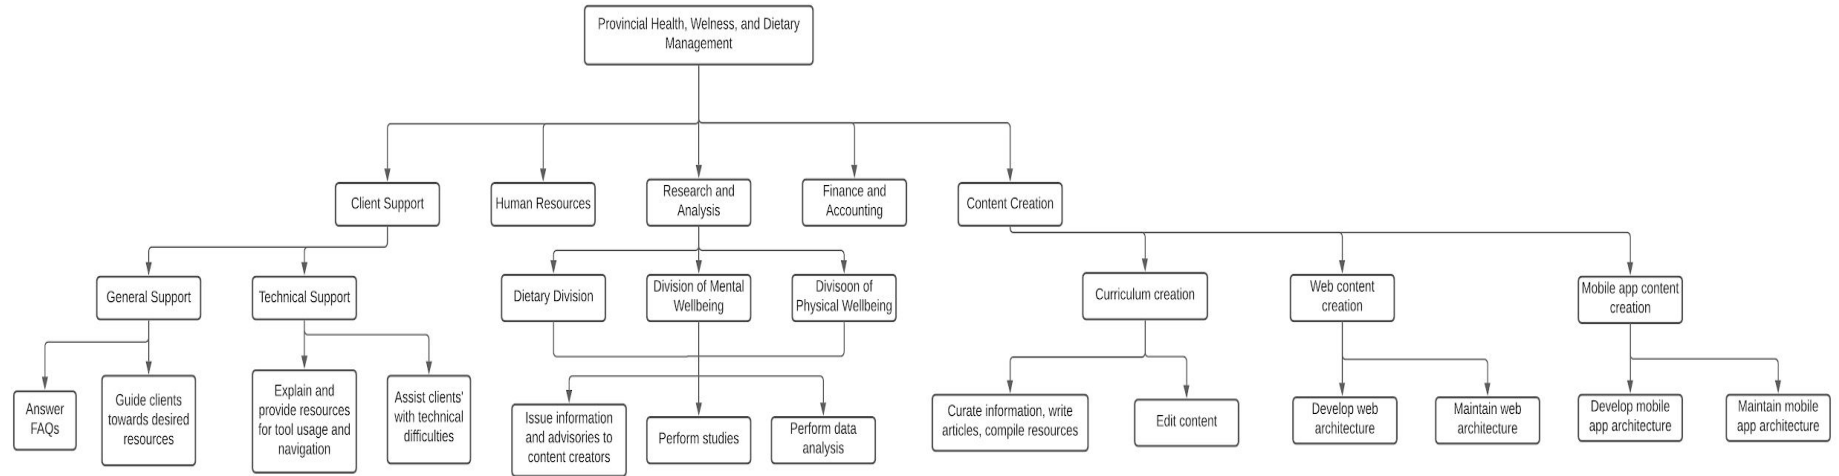 Provincial Health, Welness, and Dietary
Management
Client Support
Human Resources
Research and
Analysis
Finance and
Accounting
Content Creation
General Support
Technical Support
Dietary Division
Division of Mental
Wellbeing
Divisoon of
Physical Wellbeing
Curriculum creation
Web content
creation
Mobile app content
creation
Answer
FAQs
Guide clients
towards desired
resources
Explain and
provide resources
for tool usage and
navigation
Assist clients'
with technical
difficulties
Issue information
and advisories to
content creators
Perform studies
Perform data
analysis
Curate information, write
articles, compile resources
Edit content
Develop web
architecture
Maintain web
architecture
Develop mobile
app architecture
Maintain mobile
app architecture